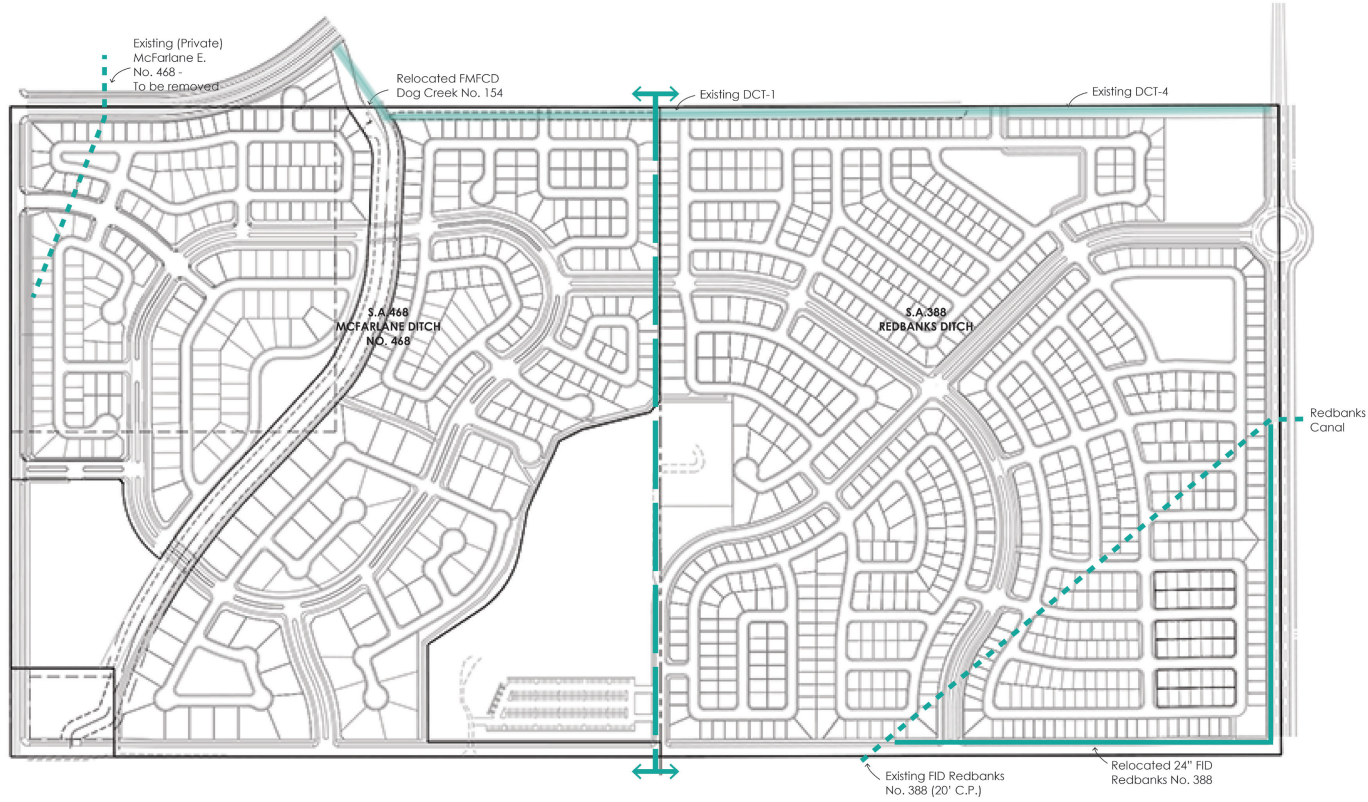 Existing (Private)
McFarlane E.
No. 468 -
To be removed
Relocated FMFCD
Dog Creek No. 154
Existing DCT-1
Existing DCT-4
S.A.468
MCFARLANE DITCH
NO. 468
S.A.388
REDBANKS DITCH
Redbanks
Canal
Existing FID Redbanks
No. 388 (20' C.P.)
Relocated 24" FID
Redbanks No. 388